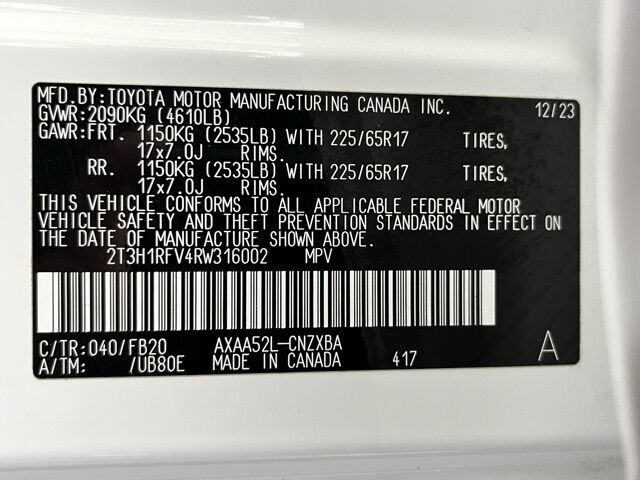 MFD.BY:TOYOTA MOTOR MANUFACTURING CANADA INC. 12/23
GVWR:2090KG (4610LB)
GAWR:FRT. 1150KG (2535LB) WITH 225/65R17 TIRES,
17x7.0J RIMS.
RR. 1150KG (2535LB) WITH 225/65R17 TIRES,
17x7.0J RIMS.
THIS VEHICLE CONFORMS TO ALL APPLICABLE FEDERAL MOTOR
VEHICLE SAFETY AND THEFT PREVENTION STANDARDS IN EFFECT ON
THE DATE OF MANUFACTURE SHOWN ABOVE.
2T3H1RFV4RW316002 MPV
C/TR:040/FB20 AXAA52L-CNZXBA
A/TM: /UB80E MADE IN CANADA 417 A